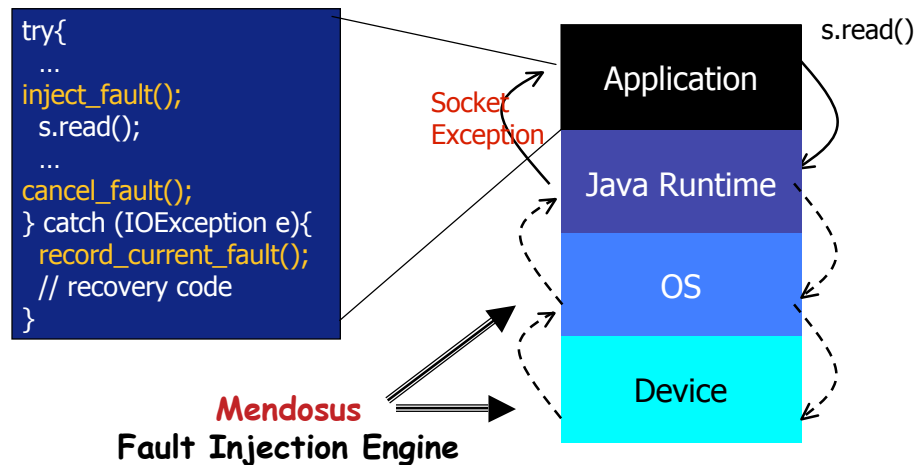 try{
…
inject_fault();
s.read();
…
cancel_fault();
} catch (IOException e){
record_current_fault();
// recovery code
}
s.read()
Application
Socket
Exception
Java Runtime
OS
Device
Mendosus
Fault Injection Engine